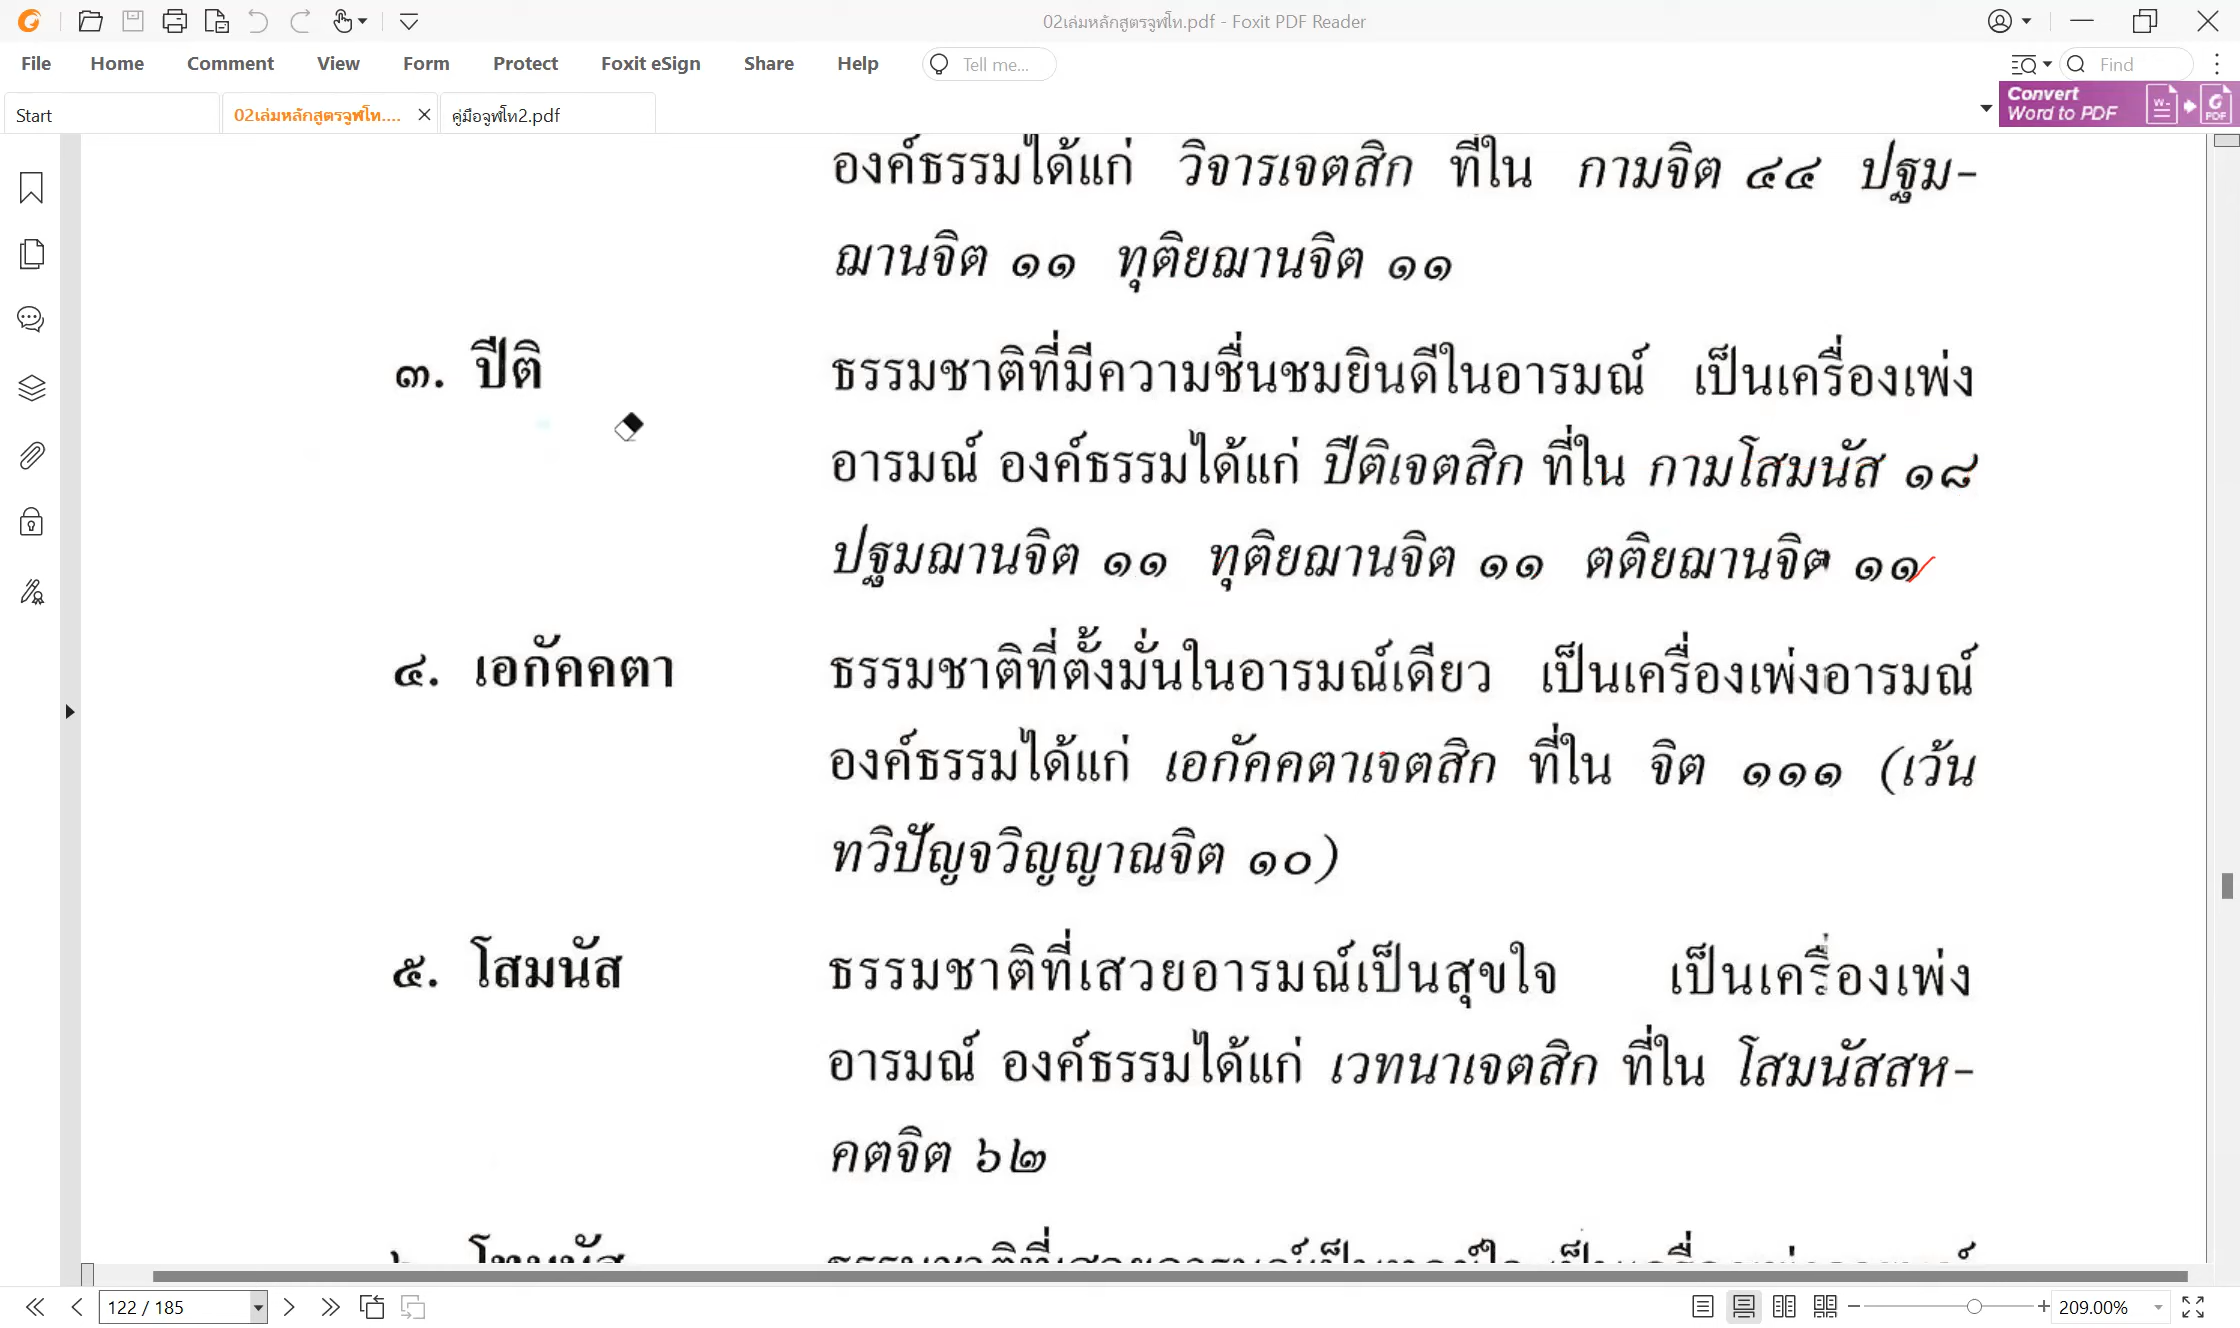 02เล่มหลักสูตรจูฬโท.pdf - Foxit PDF Reader
File Home Comment View Form Protect Foxit eSign Share Help Tell me... Find
Start 02เล่มหลักสูตรจูฬโท.... คู่มือจูฬโท2.pdf
Convert
Word to PDF
องค์ธรรมได้แก่ วิจารเจตสิก ที่ใน กามจิต ๔๔ ปฐม-
ฌานจิต ๑๑ ทุติยฌานจิต ๑๑
๓. ปีติ ธรรมชาติที่มีความชื่นชมยินดีในอารมณ์ เป็นเครื่องเพ่ง
อารมณ์ องค์ธรรมได้แก่ ปีติเจตสิก ที่ใน กามโสมนัส ๑๘
ปฐมฌานจิต ๑๑ ทุติยฌานจิต ๑๑ ตติยฌานจิต ๑๑
๔. เอกัคคตา ธรรมชาติที่ตั้งมั่นในอารมณ์เดียว เป็นเครื่องเพ่งอารมณ์
องค์ธรรมได้แก่ เอกัคคตาเจตสิก ที่ใน จิต ๑๑๑ (เว้น
ทวิปัญจวิญญาณจิต ๑๐)
๕. โสมนัส ธรรมชาติที่เสวยอารมณ์เป็นสุขใจ เป็นเครื่องเพ่ง
อารมณ์ องค์ธรรมได้แก่ เวทนาเจตสิก ที่ใน โสมนัสสห-
คตจิต ๖๒
122 / 185 209.00%